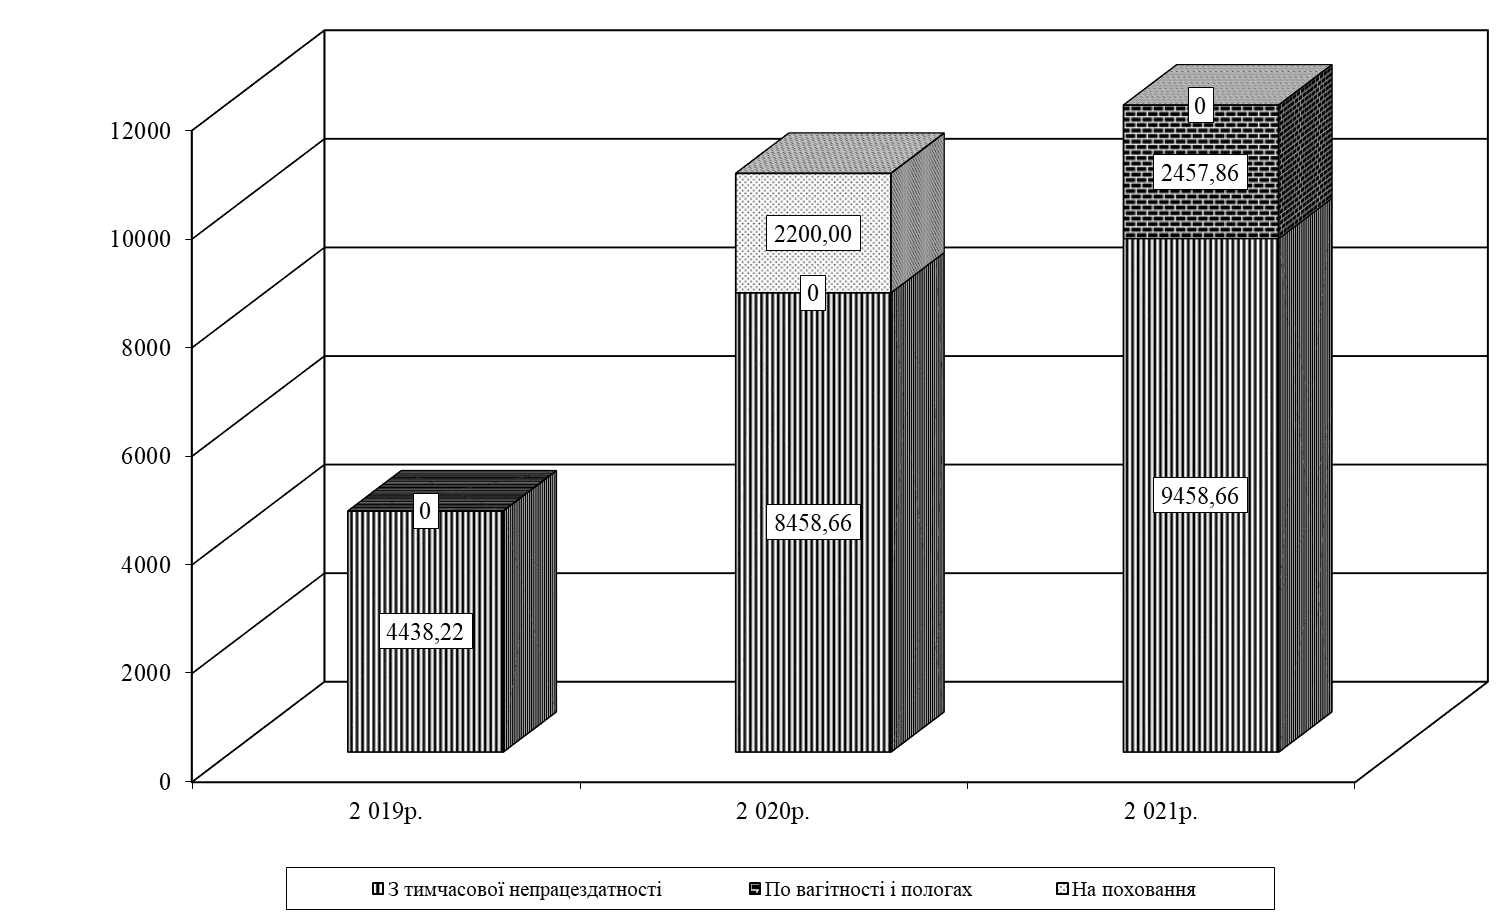 12000
10000
8000
6000
4000
2000
0
0
4438,22
2200,00
0
8458,66
0
2457,86
9458,66
2 019р.
2 020р.
2 021р.
З тимчасової непрацездатності
По вагітності і пологах
На поховання